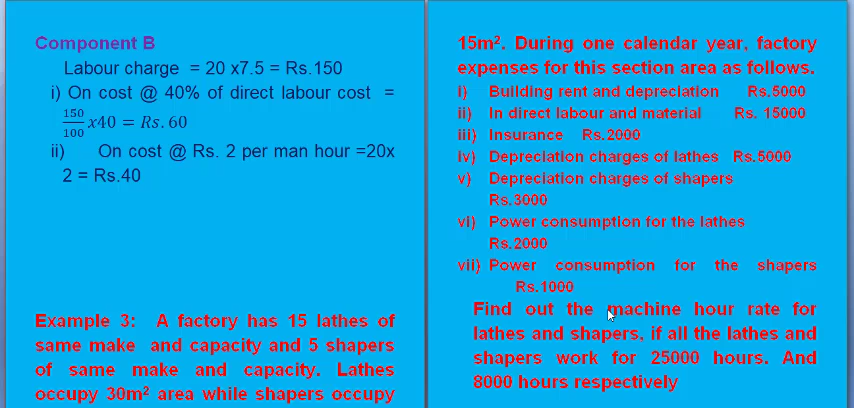 Component B
Labour charge = 20 x7.5 = Rs.150
i) On cost @ 40% of direct labour cost =
150/100 x40 = Rs. 60
ii) On cost @ Rs. 2 per man hour =20x
2 = Rs.40
Example 3: A factory has 15 lathes of
same make and capacity and 5 shapers
of same make and capacity. Lathes
occupy 30m² area while shapers occupy
15m². During one calendar year, factory
expenses for this section area as follows.
i) Building rent and depreciation Rs.5000
ii) In direct labour and material Rs. 15000
iii) Insurance Rs.2000
iv) Depreciation charges of lathes Rs.5000
v) Depreciation charges of shapers
Rs.3000
vi) Power consumption for the lathes
Rs.2000
vii) Power consumption for the shapers
Rs.1000
Find out the machine hour rate for
lathes and shapers, if all the lathes and
shapers work for 25000 hours. And
8000 hours respectively